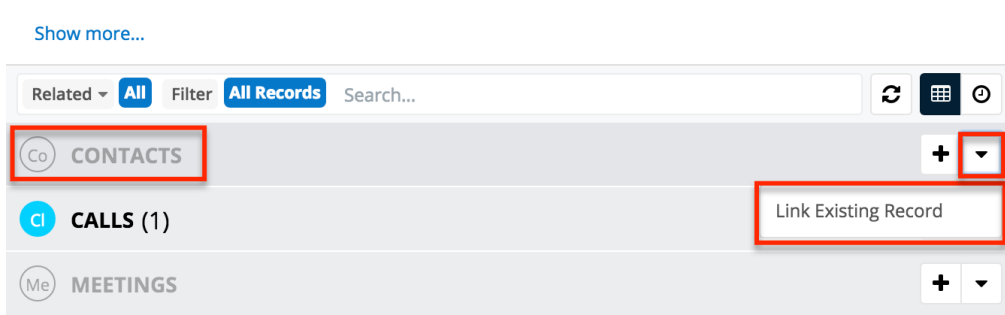 Show more...
Related All Filter All Records Search...
Co CONTACTS
Cl CALLS (1)
Link Existing Record
Me MEETINGS